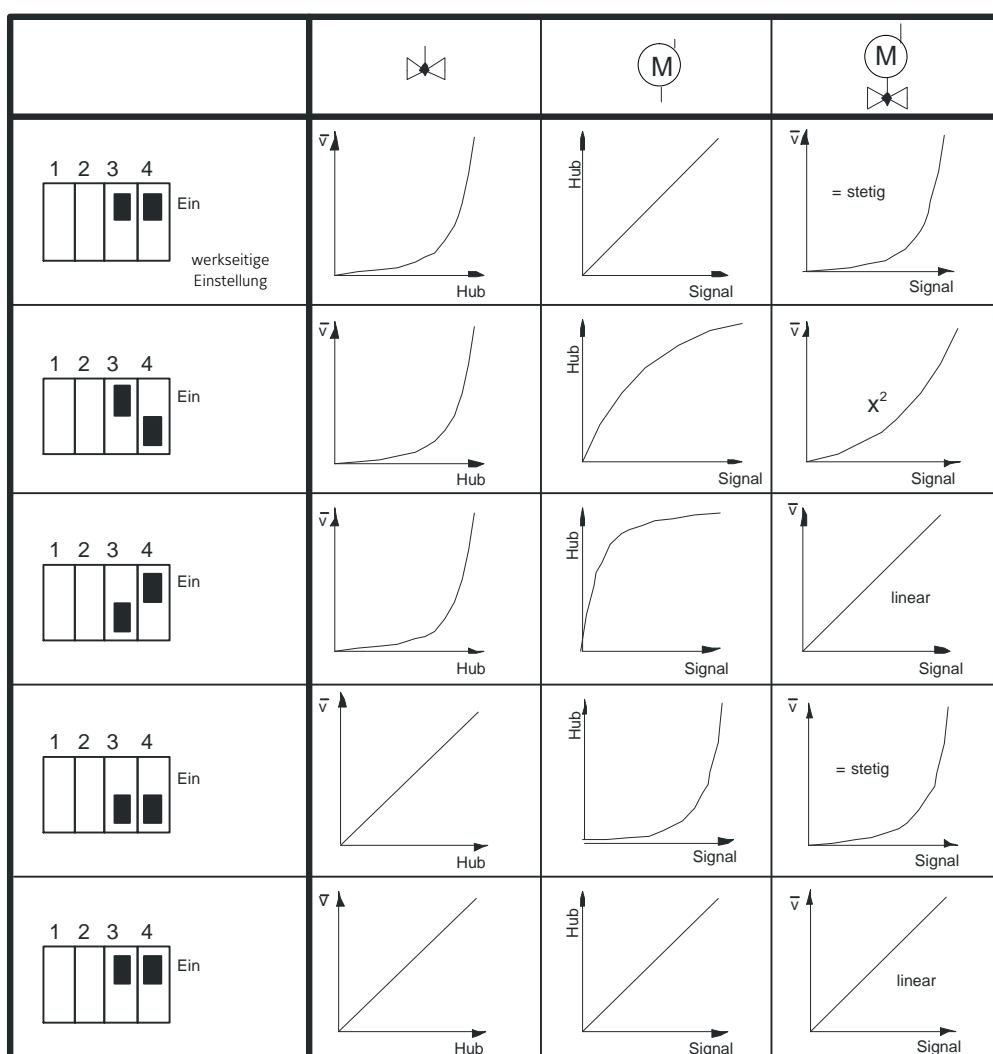 M
M
1 2 3 4
Ein
werkseitige
Einstellung
v̅
Hub
Hub
Signal
v̅
= stetig
Signal
1 2 3 4
Ein
v̅
Hub
Hub
Signal
v̅
x²
Signal
1 2 3 4
Ein
v̅
Hub
Hub
Signal
v̅
linear
Signal
1 2 3 4
Ein
v̅
Hub
Hub
Signal
v̅
= stetig
Signal
1 2 3 4
Ein
v̅
Hub
Hub
Signal
v̅
linear
Signal